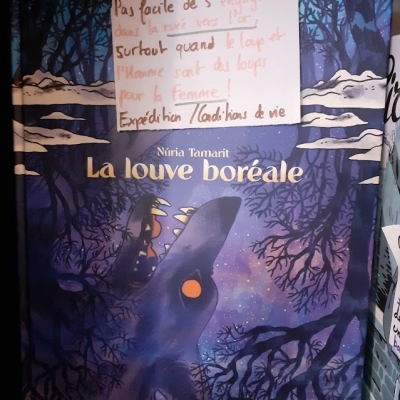 Pas facile de s'engager
dans la ruée vers l'or,
surtout quand le loup et
l'Homme sont des loups
pour la femme !
Expédition / Conditions de vie
Núria Tamarit
La louve boréale